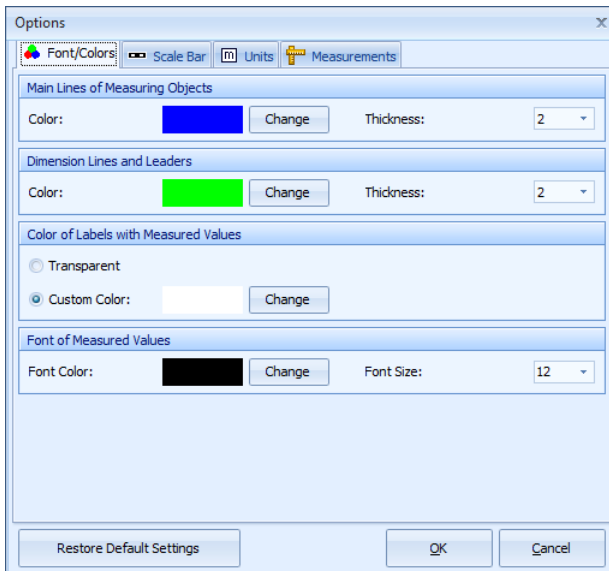 Options
Font/Colors Scale Bar m Units Measurements
Main Lines of Measuring Objects
Color: Change Thickness: 2
Dimension Lines and Leaders
Color: Change Thickness: 2
Color of Labels with Measured Values
Transparent
Custom Color: Change
Font of Measured Values
Font Color: Change Font Size: 12
Restore Default Settings OK Cancel